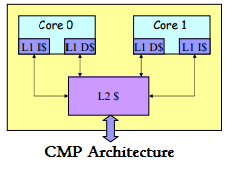 Core 0 Core 1
L1 I$ L1 D$ L1 D$ L1 I$
L2 $
CMP Architecture